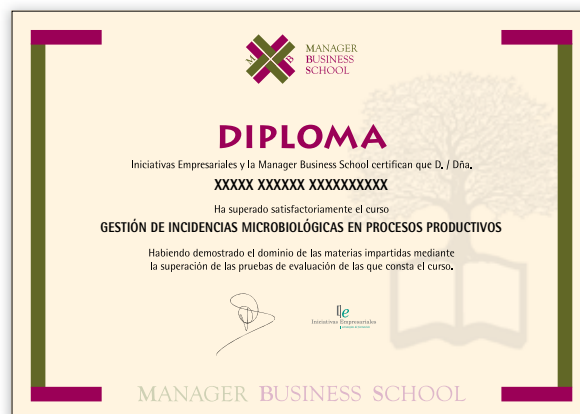 M B
MANAGER
BUSINESS
SCHOOL
DIPLOMA
Iniciativas Empresariales y la Manager Business School certifican que D. / Dña.
XXXXX XXXXXX XXXXXXXXXX
Ha superado satisfactoriamente el curso
GESTIÓN DE INCIDENCIAS MICROBIOLÓGICAS EN PROCESOS PRODUCTIVOS
Habiendo demostrado el dominio de las materias impartidas mediante
la superación de las pruebas de evaluación de las que consta el curso.
Iniciativas Empresariales
MANAGER BUSINESS SCHOOL